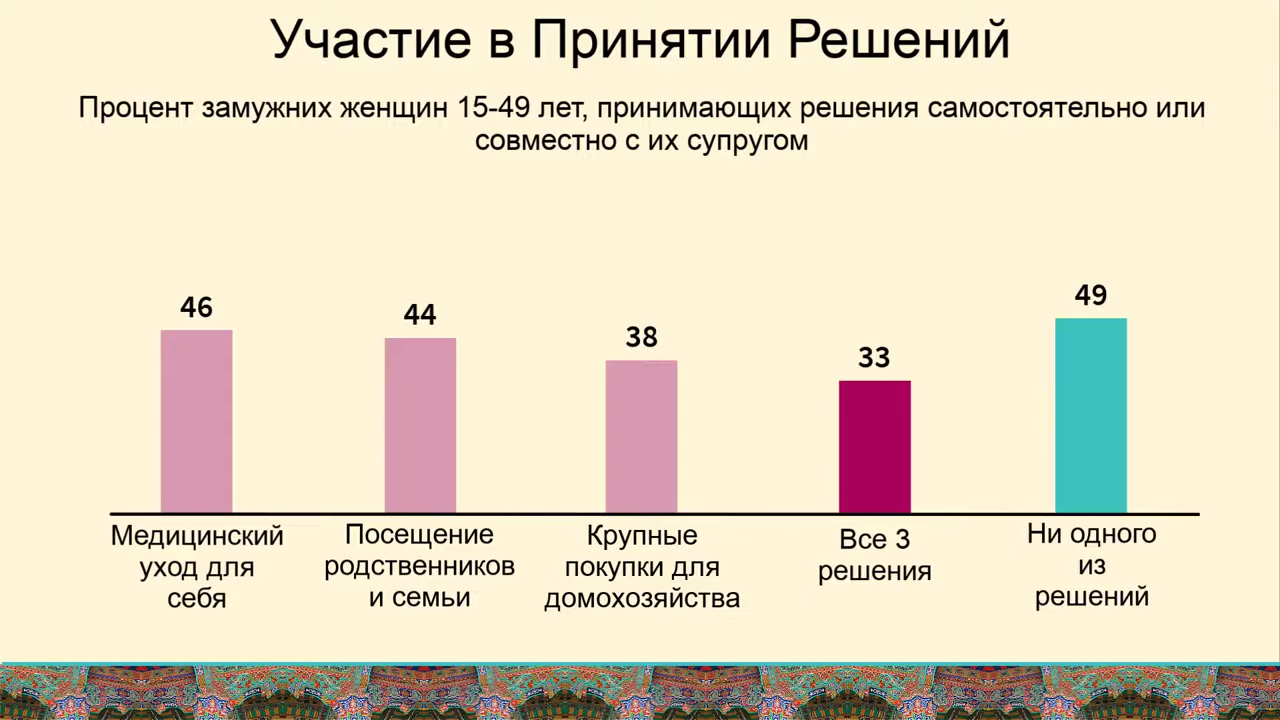 Участие в Принятии Решений
Процент замужних женщин 15-49 лет, принимающих решения самостоятельно или
совместно с их супругом
46
44
38
33
49
Медицинский
уход для
себя
Посещение
родственников
и семьи
Крупные
покупки для
домохозяйства
Все 3
решения
Ни одного
из
решений